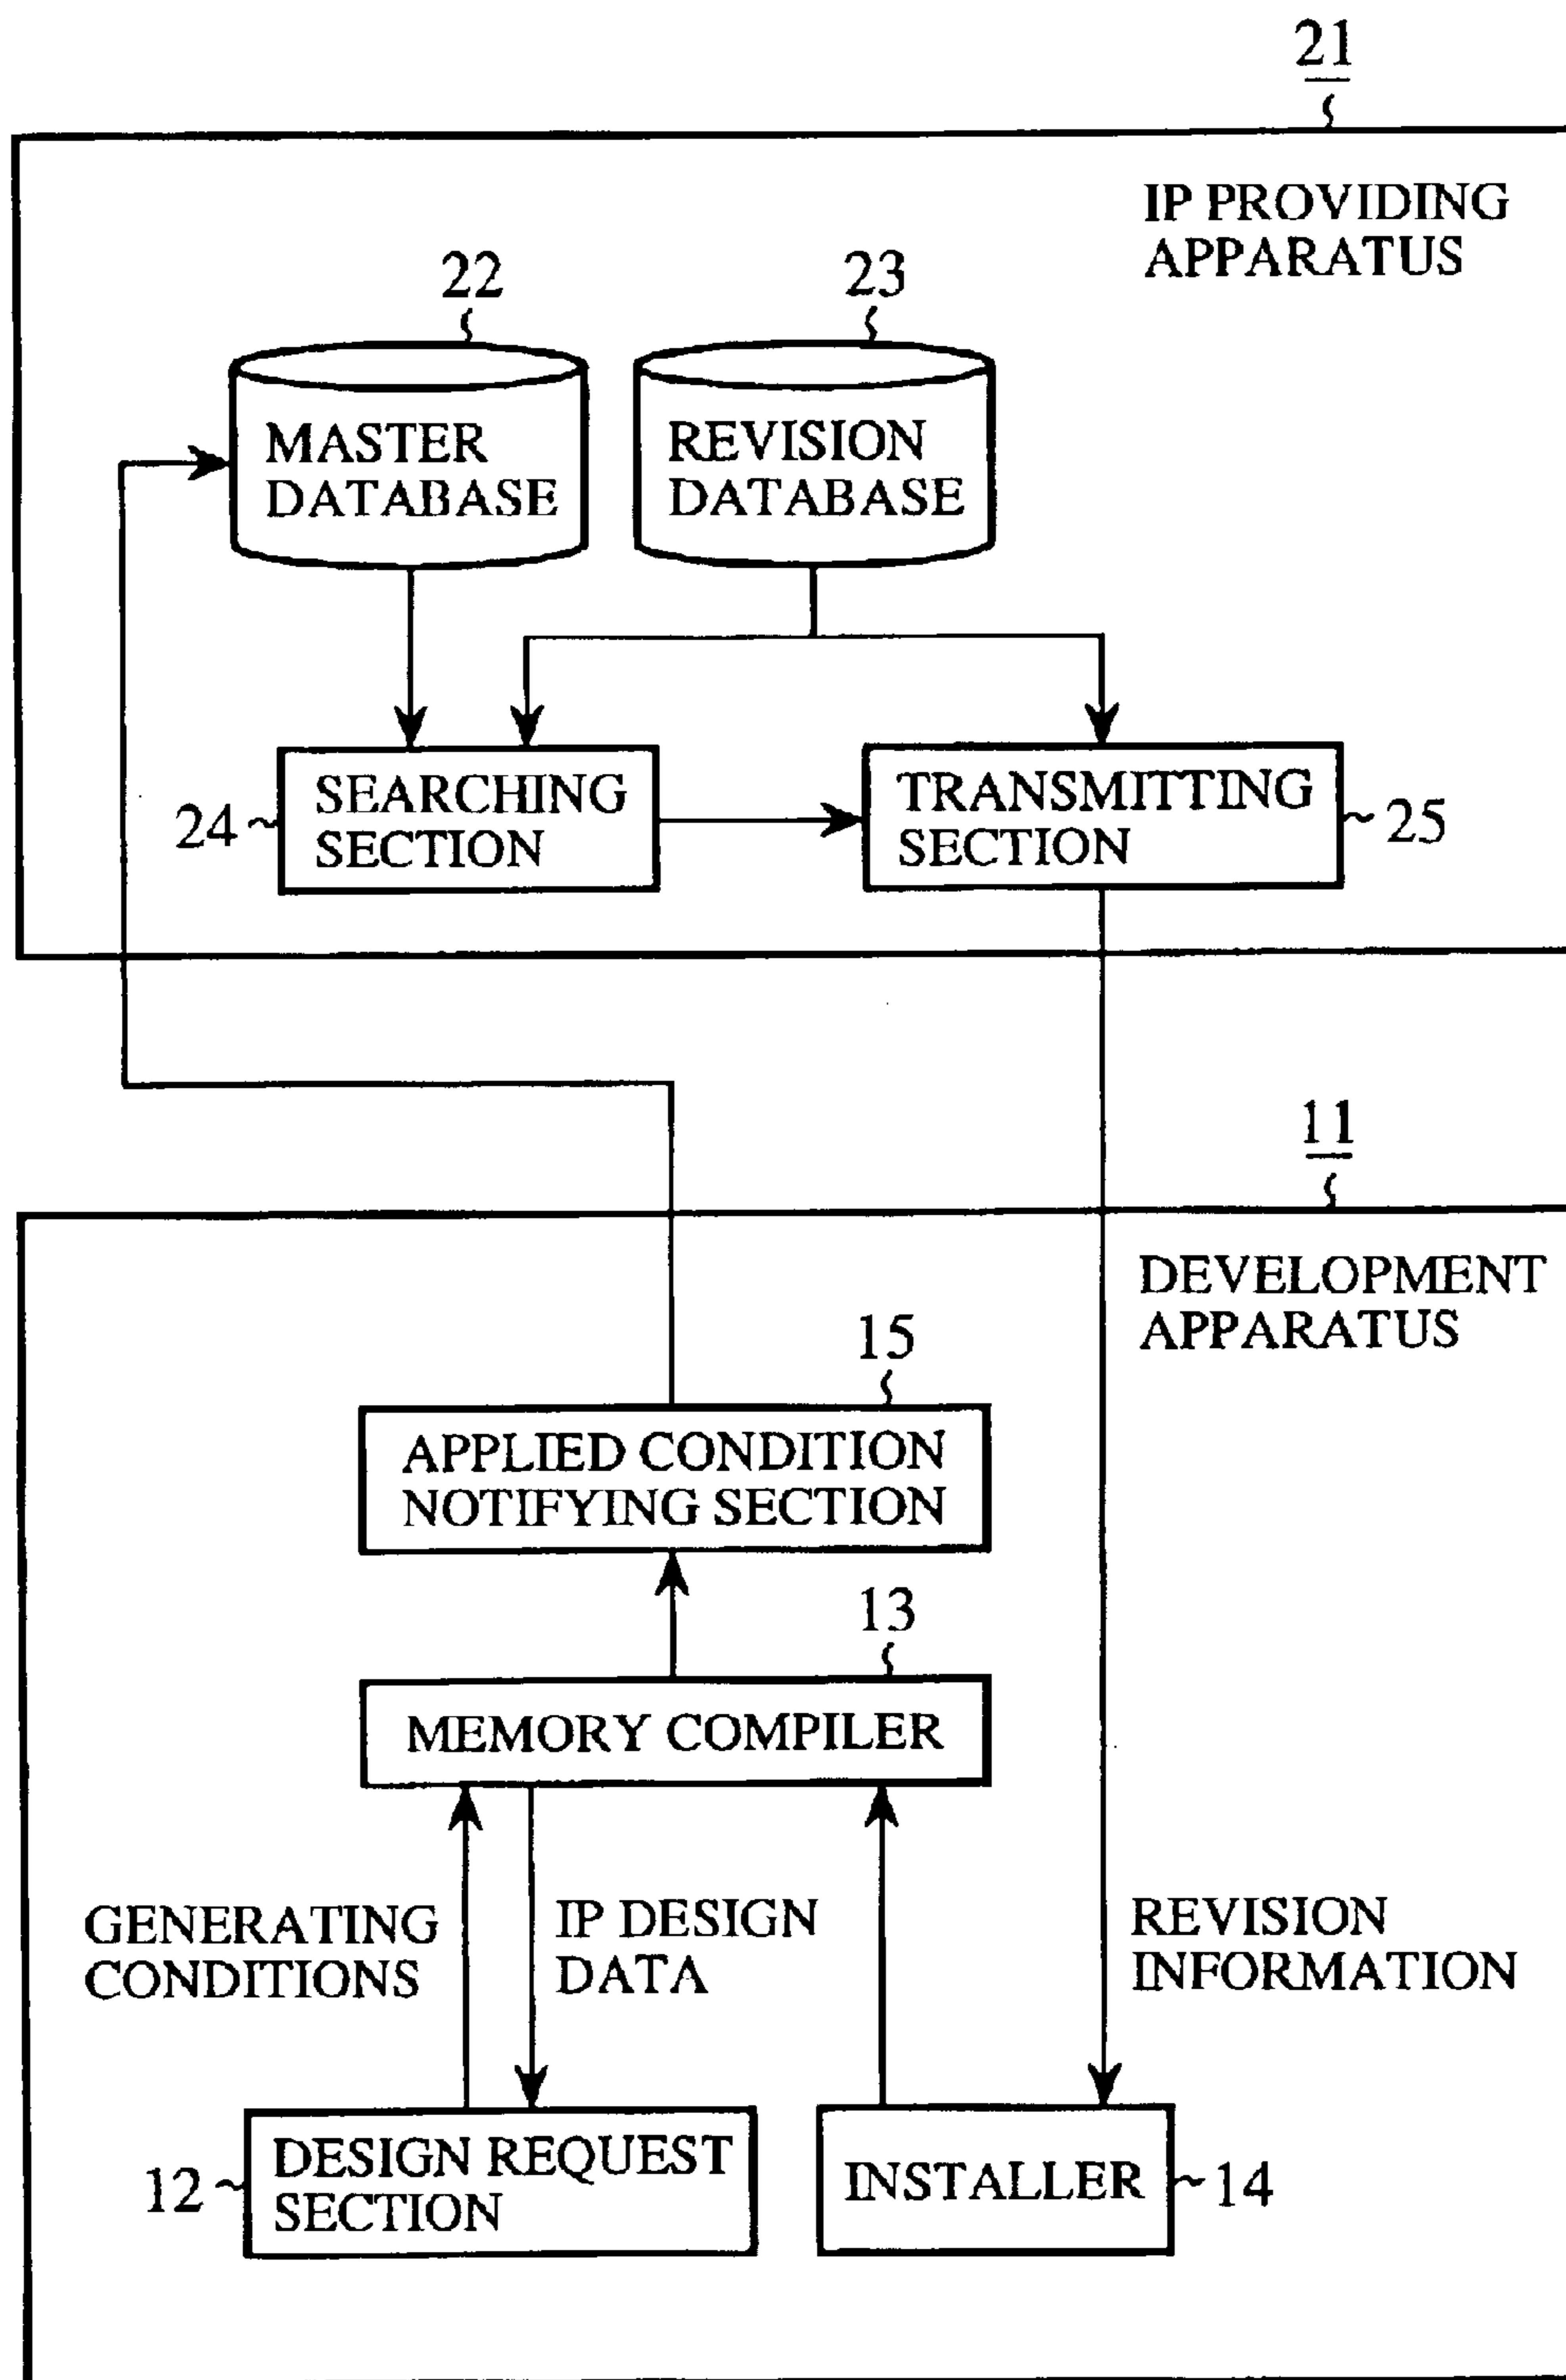 21
IP PROVIDING
APPARATUS
22
23
MASTER
DATABASE
REVISION
DATABASE
24
SEARCHING
SECTION
TRANSMITTING
SECTION
25
11
DEVELOPMENT
APPARATUS
15
APPLIED CONDITION
NOTIFYING SECTION
13
MEMORY COMPILER
GENERATING
CONDITIONS
IP DESIGN
DATA
REVISION
INFORMATION
12
DESIGN REQUEST
SECTION
INSTALLER
14